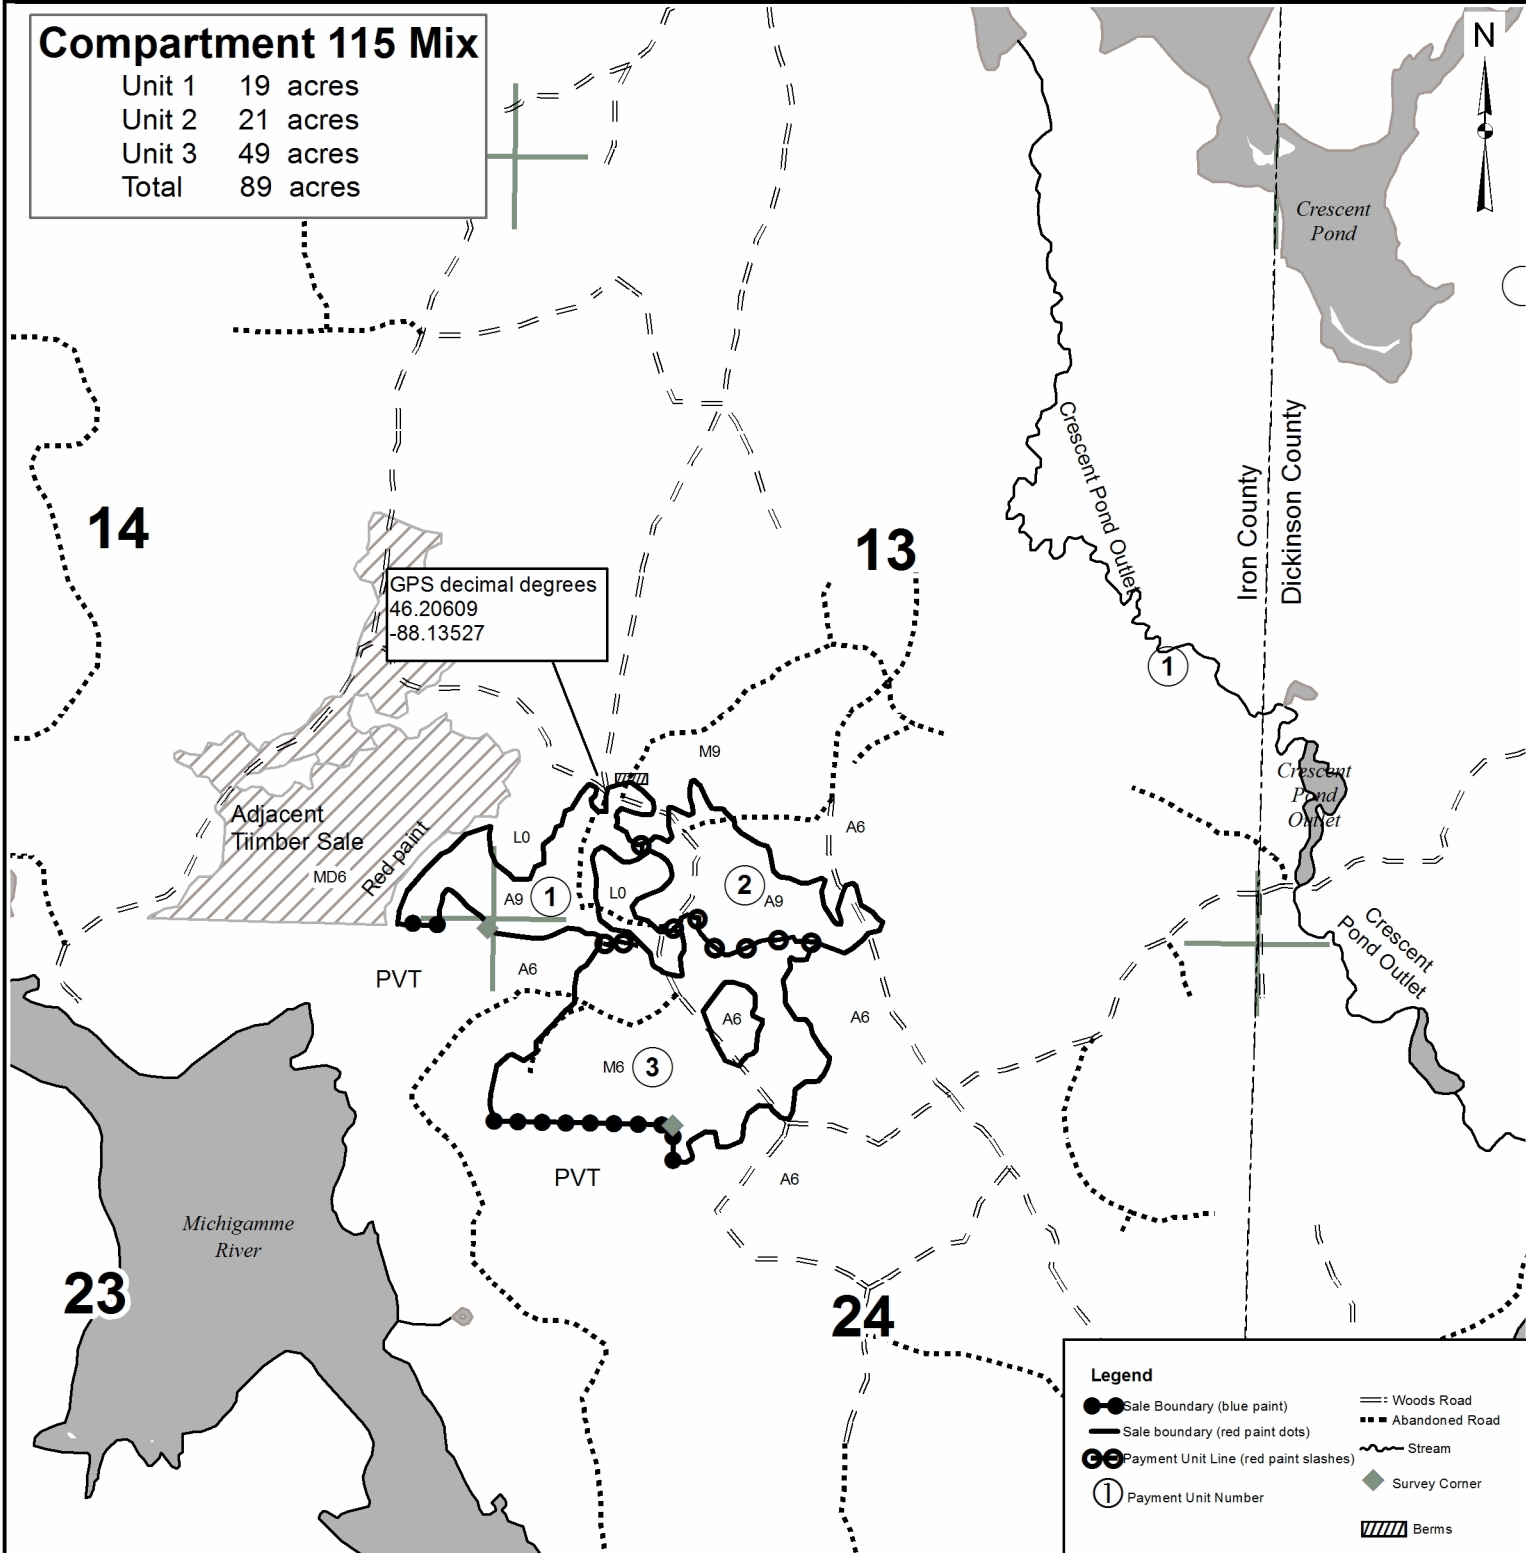 Compartment 115 Mix
Unit 1 19 acres
Unit 2 21 acres
Unit 3 49 acres
Total 89 acres
N
Crescent
Pond
Crescent Pond Outlet
Iron County
Dickinson County
14
13
GPS decimal degrees
46.20609
-88.13527
1
M9
Crescent
Pond
Outlet
Adjacent
Tiimber Sale
MD6
Red paint
L0
A6
A9
1
L0
2
A9
Crescent
Pond Outlet
PVT
A6
A6
A6
M6
3
PVT
A6
Michigamme
River
23
24
Legend
Sale Boundary (blue paint)
Sale boundary (red paint dots)
Payment Unit Line (red paint slashes)
1 Payment Unit Number
Woods Road
Abandoned Road
Stream
Survey Corner
Berms